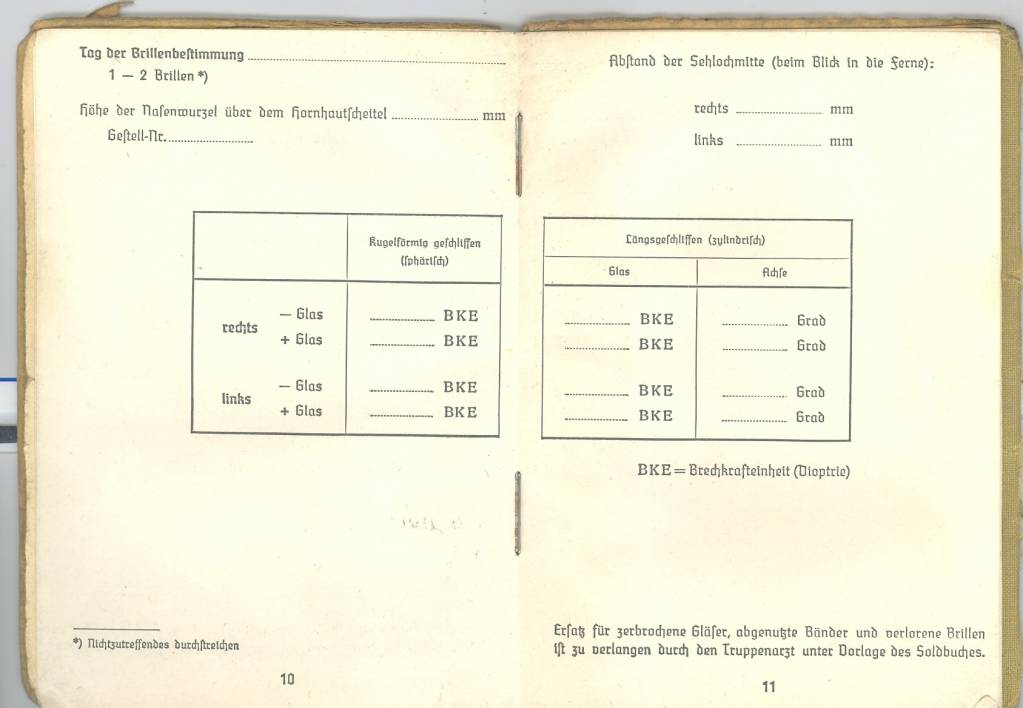 Tag der Brillenbestimmung
1 — 2 Brillen *)
Höhe der Nasenwurzel über dem Hornhautscheitel mm
Gestell-Nr.
Kugelförmig geschliffen
(sphärisch)
rechts
— Glas BKE
+ Glas BKE
links
— Glas BKE
+ Glas BKE
*) Nichtzutreffendes durchstreichen
10
Abstand der Sehlochmitte (beim Blick in die Ferne):
rechts mm
links mm
Längsgeschliffen (zylindrisch)
Glas Achse
BKE Grad
BKE Grad
BKE Grad
BKE Grad
BKE = Brechkrafteinheit (Dioptrie)
Ersatz für zerbrochene Gläser, abgenutzte Bänder und verlorene Brillen
ist zu verlangen durch den Truppenarzt unter Vorlage des Soldbuches.
11